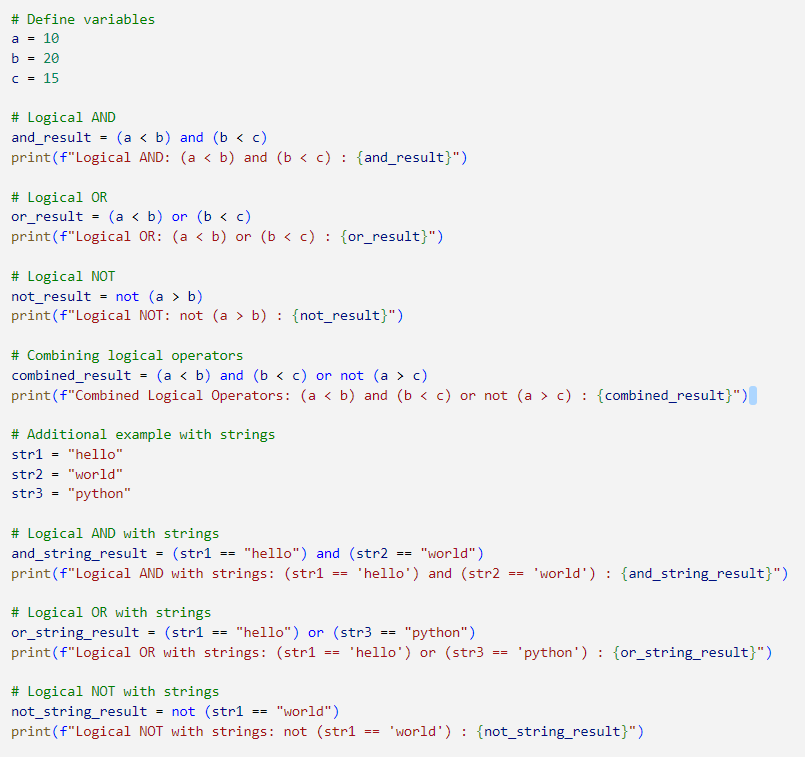 # Define variables
a = 10
b = 20
c = 15
# Logical AND
and_result = (a < b) and (b < c)
print(f"Logical AND: (a < b) and (b < c) : {and_result}")
# Logical OR
or_result = (a < b) or (b < c)
print(f"Logical OR: (a < b) or (b < c) : {or_result}")
# Logical NOT
not_result = not (a > b)
print(f"Logical NOT: not (a > b) : {not_result}")
# Combining logical operators
combined_result = (a < b) and (b < c) or not (a > c)
print(f"Combined Logical Operators: (a < b) and (b < c) or not (a > c) : {combined_result}")
# Additional example with strings
str1 = "hello"
str2 = "world"
str3 = "python"
# Logical AND with strings
and_string_result = (str1 == "hello") and (str2 == "world")
print(f"Logical AND with strings: (str1 == 'hello') and (str2 == 'world') : {and_string_result}")
# Logical OR with strings
or_string_result = (str1 == "hello") or (str3 == "python")
print(f"Logical OR with strings: (str1 == 'hello') or (str3 == 'python') : {or_string_result}")
# Logical NOT with strings
not_string_result = not (str1 == "world")
print(f"Logical NOT with strings: not (str1 == 'world') : {not_string_result}")